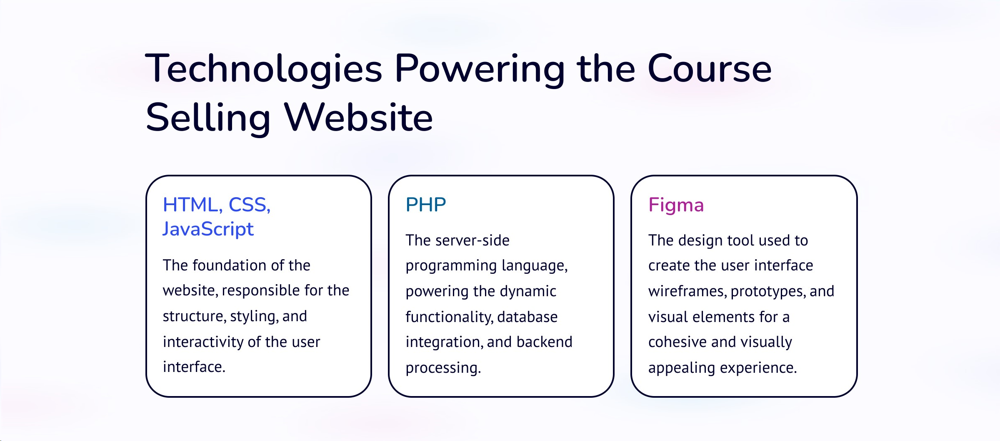 Technologies Powering the Course
Selling Website
HTML, CSS,
JavaScript
The foundation of the
website, responsible for the
structure, styling, and
interactivity of the user
interface.
PHP
The server-side
programming language,
powering the dynamic
functionality, database
integration, and backend
processing.
Figma
The design tool used to
create the user interface
wireframes, prototypes, and
visual elements for a
cohesive and visually
appealing experience.